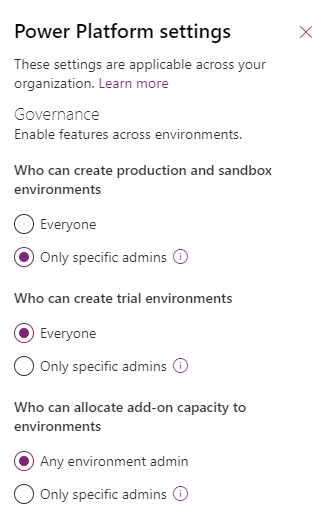 Power Platform settings
These settings are applicable across your
organization. Learn more
Governance
Enable features across environments.
Who can create production and sandbox
environments
Everyone
Only specific admins
Who can create trial environments
Everyone
Only specific admins
Who can allocate add-on capacity to
environments
Any environment admin
Only specific admins